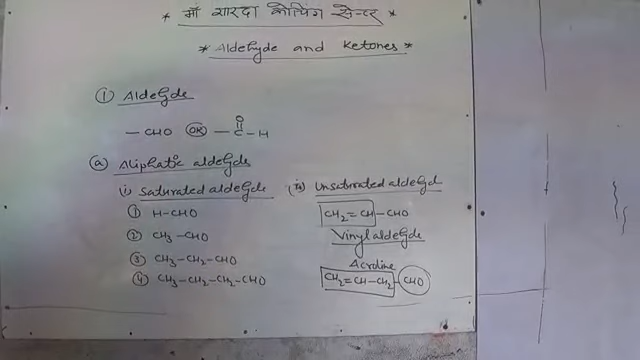 * माँ शारदा कोचिंग सेन्टर *
* Aldehyde and Ketones *
① Aldehyde
— CHO OR — C – H
O
ⓐ Aliphatic aldehyde
(i) Saturated aldehyde
① H–CHO
② CH₃ –CHO
③ CH₃–CH₂–CHO
④ CH₃–CH₂–CH₂–CHO
(ii) Unsaturated aldehyde
CH₂=CH–CHO
Vinyl aldehyde
CH₂=CH–CH₂–CHO